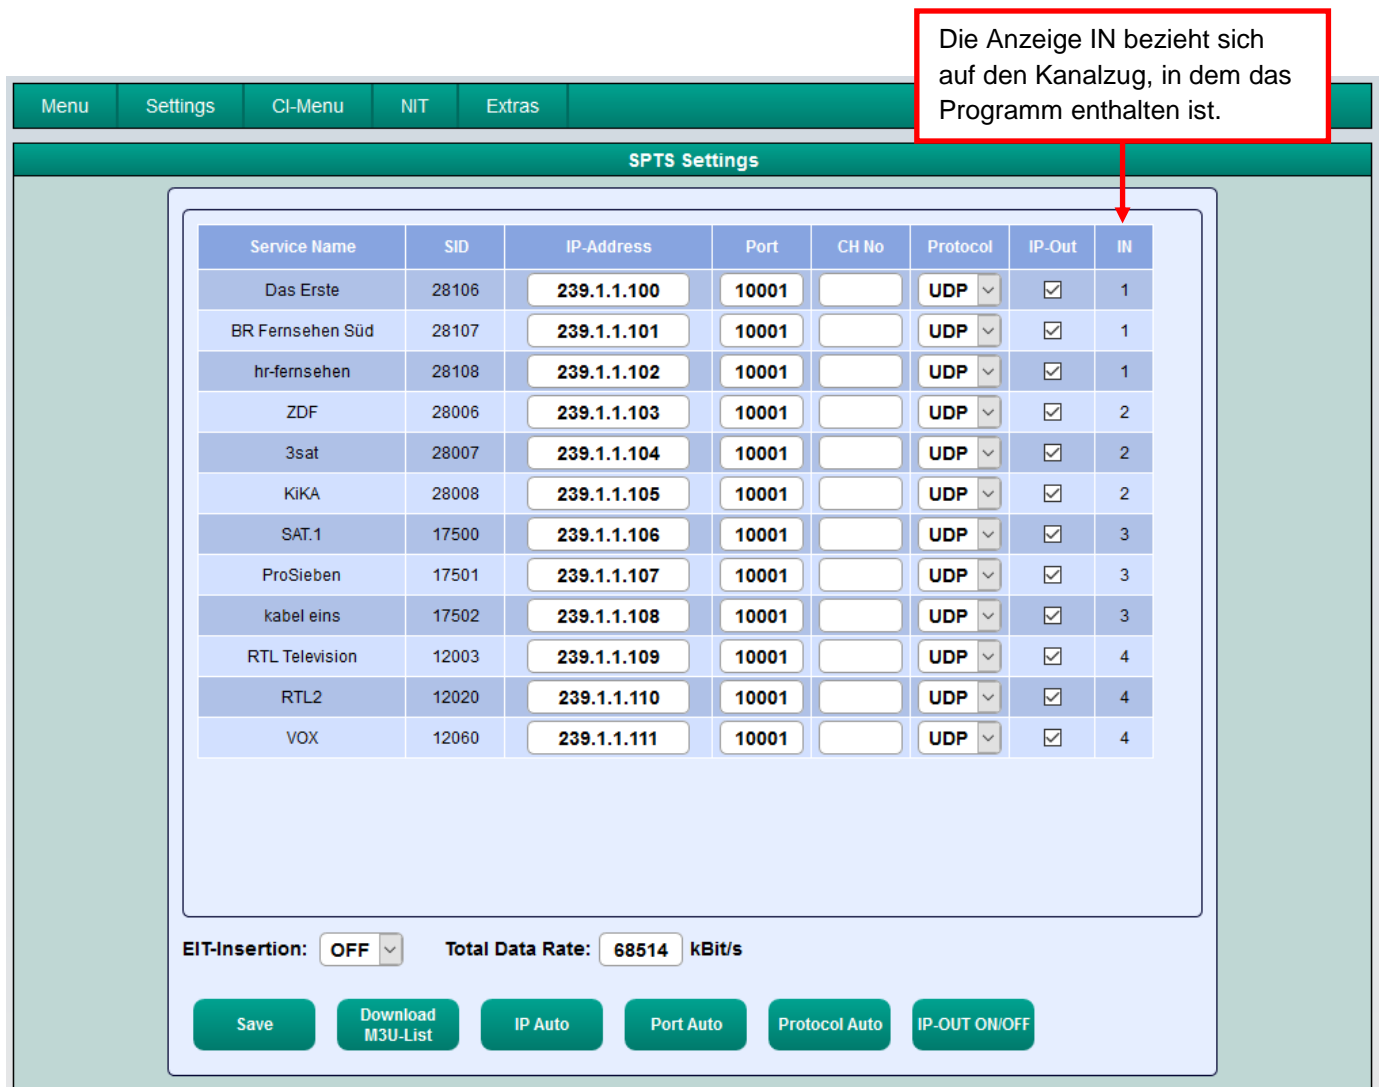 Die Anzeige IN bezieht sich
auf den Kanalzug, in dem das
Programm enthalten ist.
Menu Settings CI-Menu NIT Extras
SPTS Settings
Service Name SID IP-Address Port CH No Protocol IP-Out IN
Das Erste 28106 239.1.1.100 10001 UDP 1
BR Fernsehen Süd 28107 239.1.1.101 10001 UDP 1
hr-fernsehen 28108 239.1.1.102 10001 UDP 1
ZDF 28006 239.1.1.103 10001 UDP 2
3sat 28007 239.1.1.104 10001 UDP 2
KiKA 28008 239.1.1.105 10001 UDP 2
SAT.1 17500 239.1.1.106 10001 UDP 3
ProSieben 17501 239.1.1.107 10001 UDP 3
kabel eins 17502 239.1.1.108 10001 UDP 3
RTL Television 12003 239.1.1.109 10001 UDP 4
RTL2 12020 239.1.1.110 10001 UDP 4
VOX 12060 239.1.1.111 10001 UDP 4
EIT-Insertion: OFF Total Data Rate: 68514 kBit/s
Save Download M3U-List IP Auto Port Auto Protocol Auto IP-OUT ON/OFF